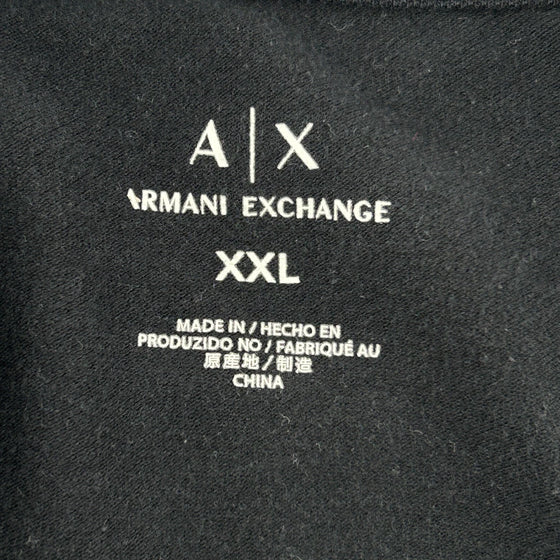 A|X
ARMANI EXCHANGE
XXL
MADE IN / HECHO EN
PRODUZIDO NO / FABRIQUÉ AU
原産地 / 制造
CHINA